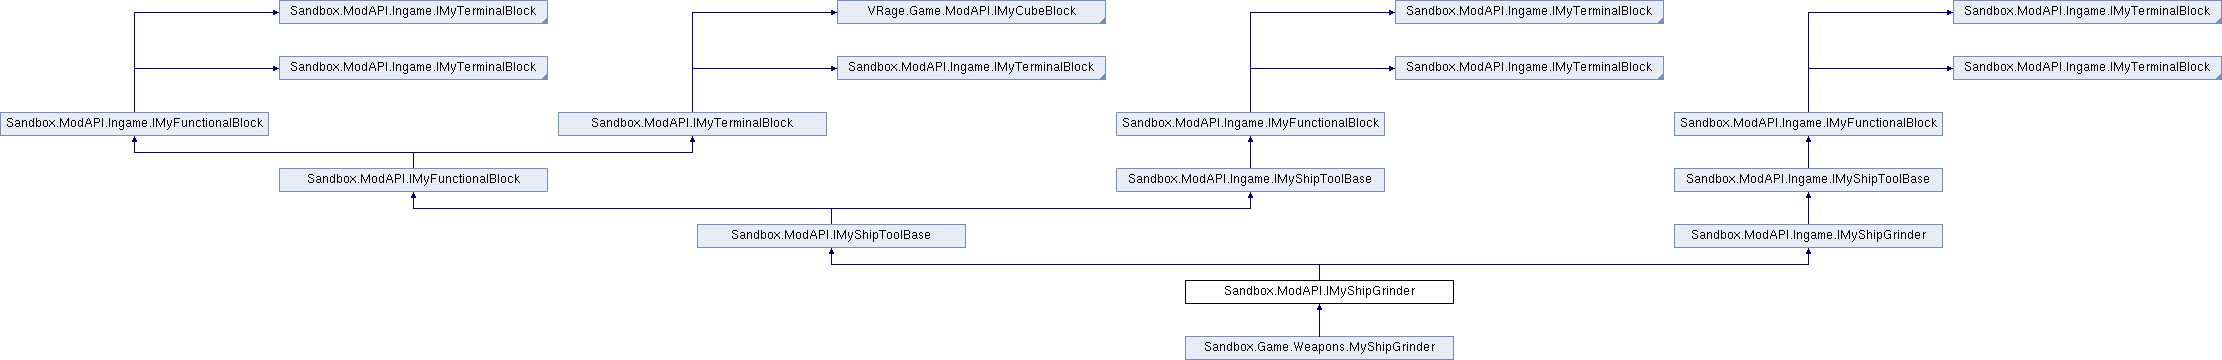 Sandbox.ModAPI.Ingame.IMyTerminalBlock
VRage.Game.ModAPI.IMyCubeBlock
Sandbox.ModAPI.Ingame.IMyTerminalBlock
Sandbox.ModAPI.Ingame.IMyTerminalBlock
Sandbox.ModAPI.Ingame.IMyTerminalBlock
Sandbox.ModAPI.Ingame.IMyTerminalBlock
Sandbox.ModAPI.Ingame.IMyTerminalBlock
Sandbox.ModAPI.Ingame.IMyTerminalBlock
Sandbox.ModAPI.Ingame.IMyFunctionalBlock
Sandbox.ModAPI.IMyTerminalBlock
Sandbox.ModAPI.Ingame.IMyFunctionalBlock
Sandbox.ModAPI.Ingame.IMyFunctionalBlock
Sandbox.ModAPI.IMyFunctionalBlock
Sandbox.ModAPI.Ingame.IMyShipToolBase
Sandbox.ModAPI.Ingame.IMyShipToolBase
Sandbox.ModAPI.IMyShipToolBase
Sandbox.ModAPI.Ingame.IMyShipGrinder
Sandbox.ModAPI.IMyShipGrinder
Sandbox.Game.Weapons.MyShipGrinder